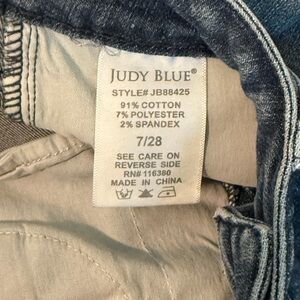 JUDY BLUE®
STYLE# JB88425
91% COTTON
7% POLYESTER
2% SPANDEX
7/28
SEE CARE ON
REVERSE SIDE
RN# 116380
MADE IN CHINA